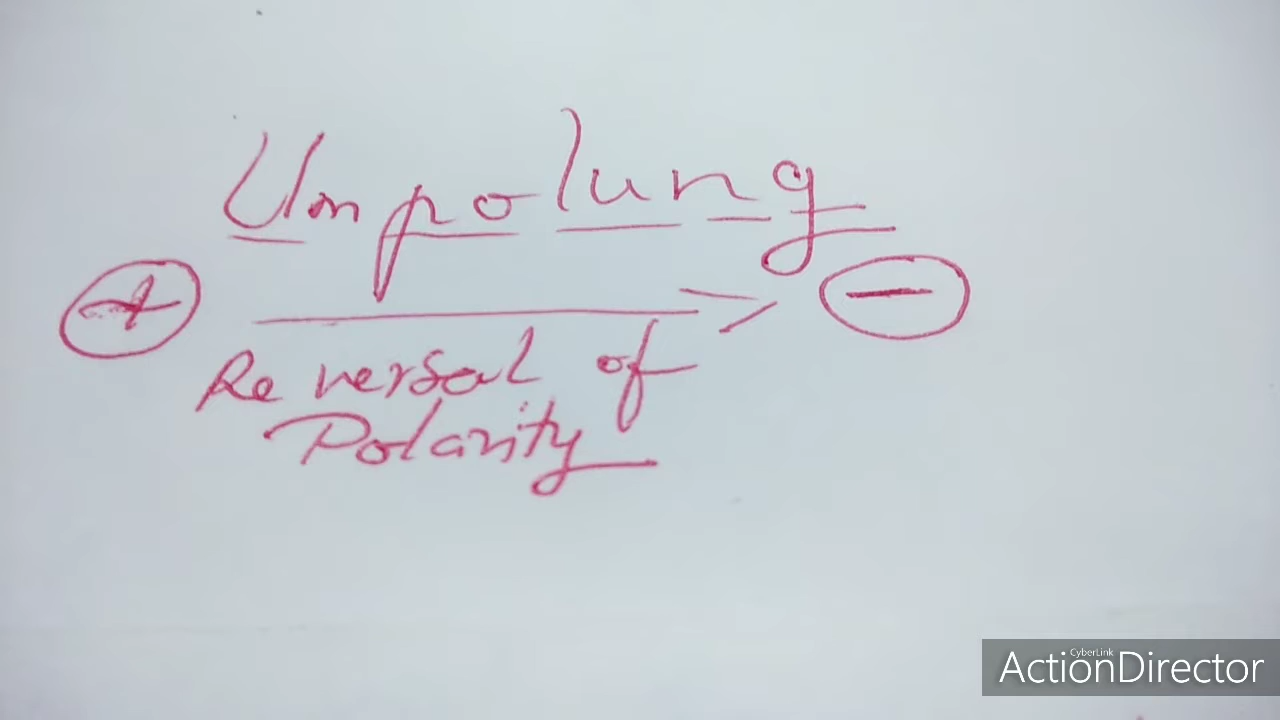 Umpolung
+ -
Reversal of
Polarity
CyberLink
ActionDirector